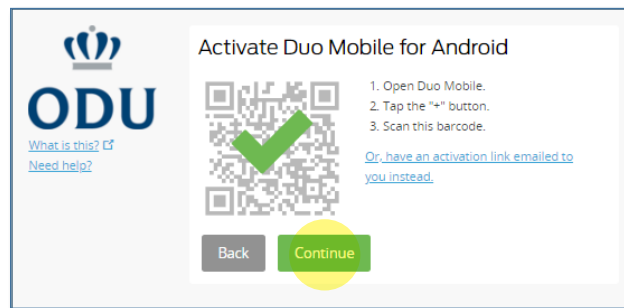 ODU
What is this?
Need help?
Activate Duo Mobile for Android
1. Open Duo Mobile.
2. Tap the "+" button.
3. Scan this barcode.
Or, have an activation link emailed to
you instead.
Back
Continue